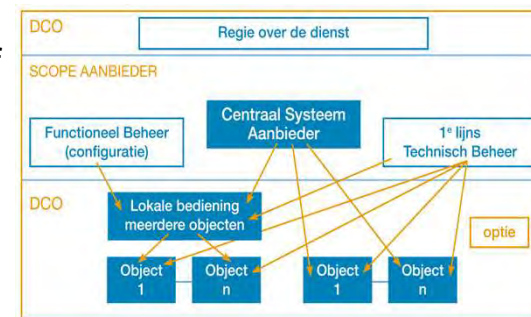 DCO
Regie over de dienst
SCOPE AANBIEDER
Functioneel Beheer
(configuratie)
Centraal Systeem
Aanbieder
1e lijns
Technisch Beheer
DCO
Lokale bediening
meerdere objecten
optie
Object
1
Object
n
Object
1
Object
n